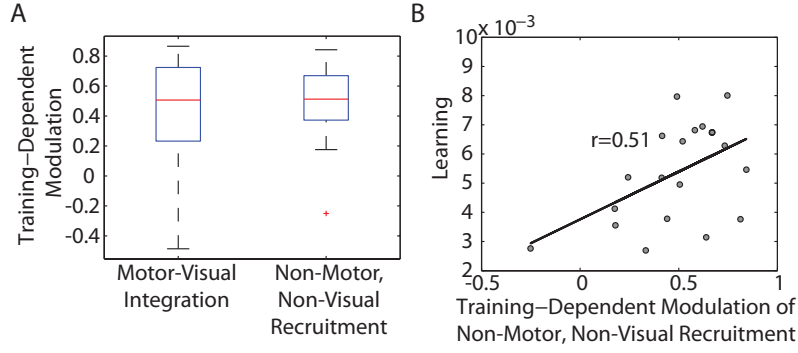 A
Training–Dependent
Modulation
0.8
0.6
0.4
0.2
0
-0.2
-0.4
Motor-Visual
Integration
Non-Motor,
Non-Visual
Recruitment
B
x 10⁻³
Learning
10
9
8
7
6
5
4
3
2
r=0.51
-0.5
0
0.5
1
Training–Dependent Modulation of
Non-Motor, Non-Visual Recruitment